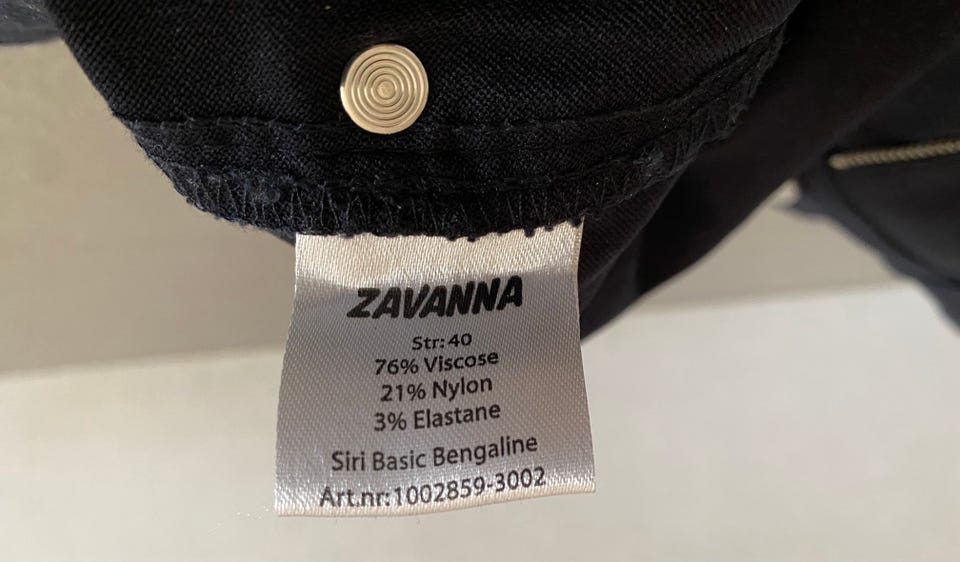 ZAVANNA
Str: 40
76% Viscose
21% Nylon
3% Elastane
Siri Basic Bengaline
Art.nr:1002859-3002